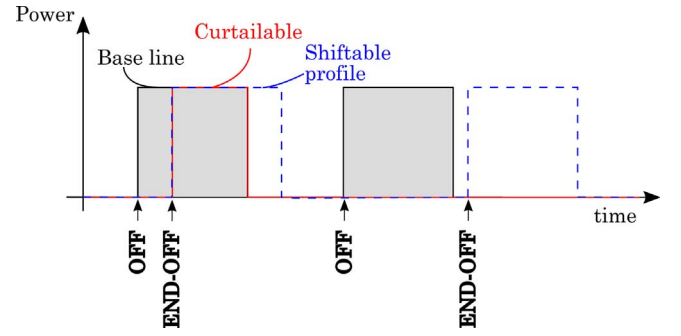 Power
Curtailable
Base line
Shiftable
profile
time
OFF
END-OFF
OFF
END-OFF